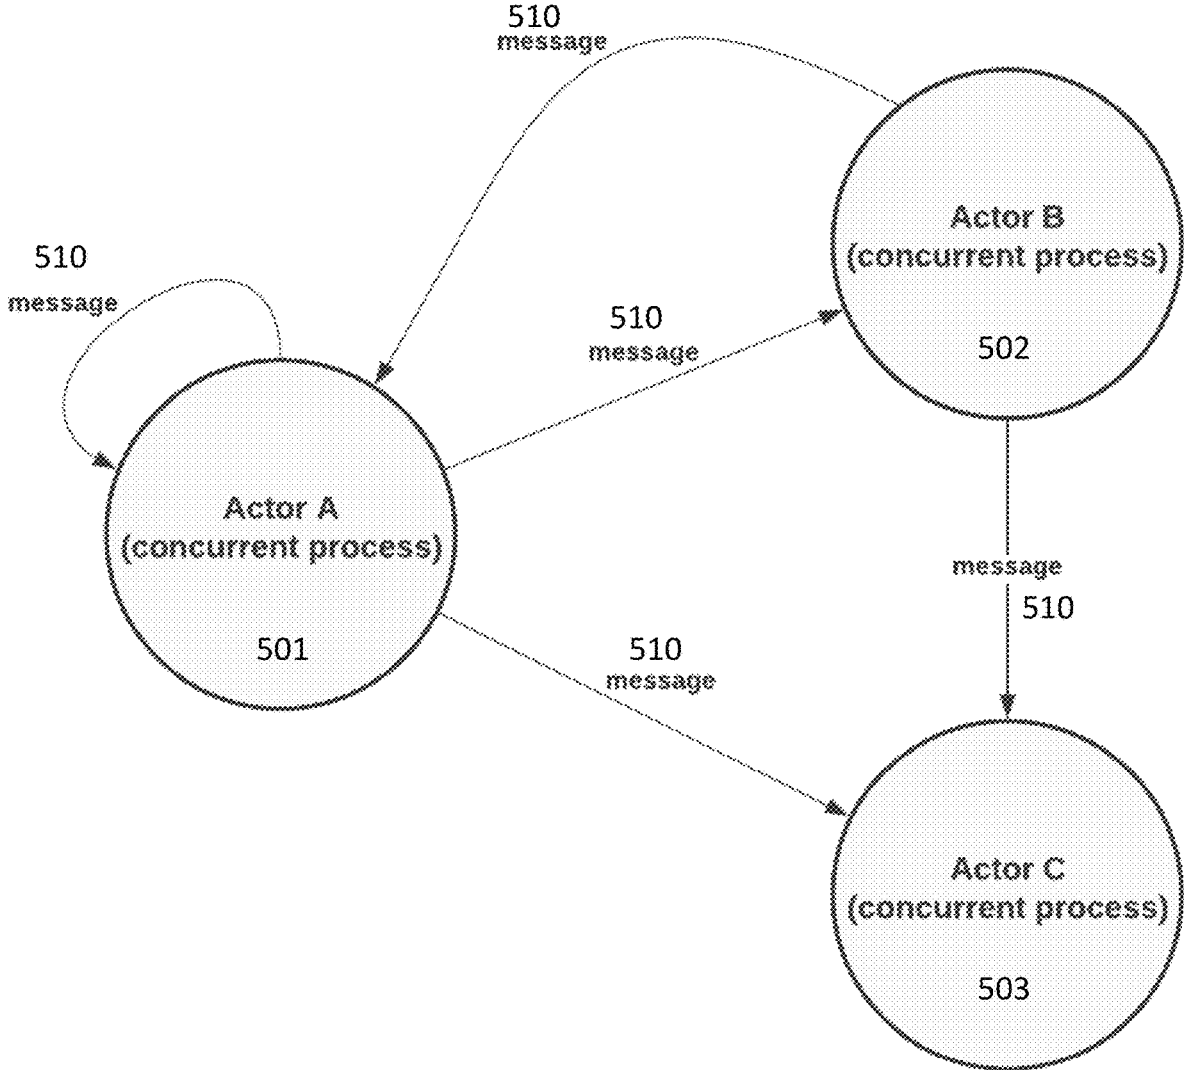 510
message
Actor B
(concurrent process)
502
510
message
510
message
Actor A
(concurrent process)
501
message
510
510
message
Actor C
(concurrent process)
503